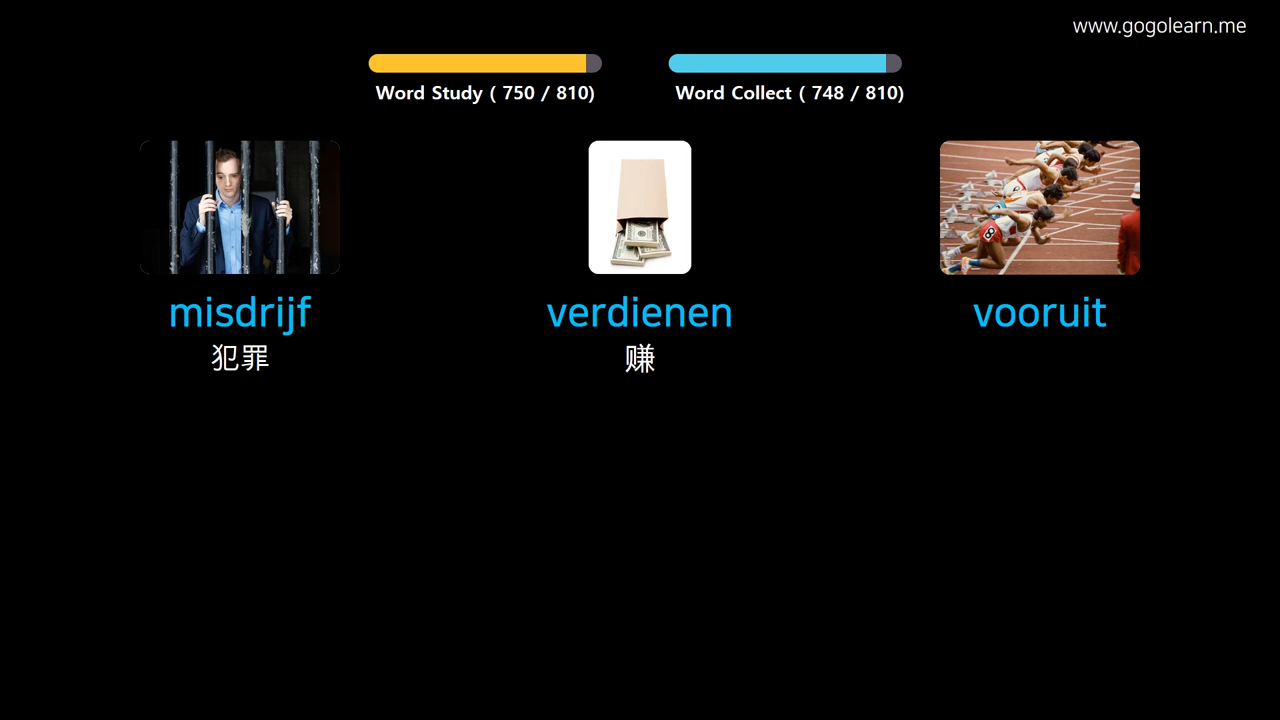 www.gogolearn.me
Word Study ( 750 / 810)
Word Collect ( 748 / 810)
misdrijf
犯罪
verdienen
赚
vooruit